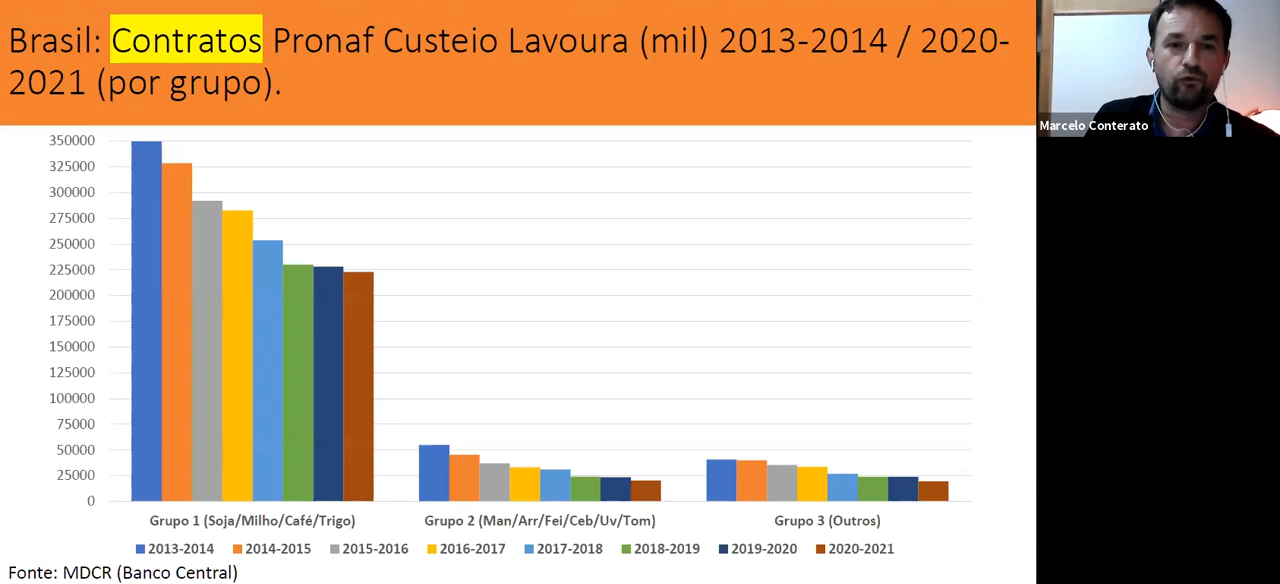 Brasil: Contratos Pronaf Custeio Lavoura (mil) 2013-2014 / 2020-
2021 (por grupo).
Marcelo Conterato
350000
325000
300000
275000
250000
225000
200000
175000
150000
125000
100000
75000
50000
25000
0
Grupo 1 (Soja/Milho/Café/Trigo) Grupo 2 (Man/Arr/Fei/Ceb/Uv/Tom) Grupo 3 (Outros)
2013-2014 2014-2015 2015-2016 2016-2017 2017-2018 2018-2019 2019-2020 2020-2021
Fonte: MDCR (Banco Central)